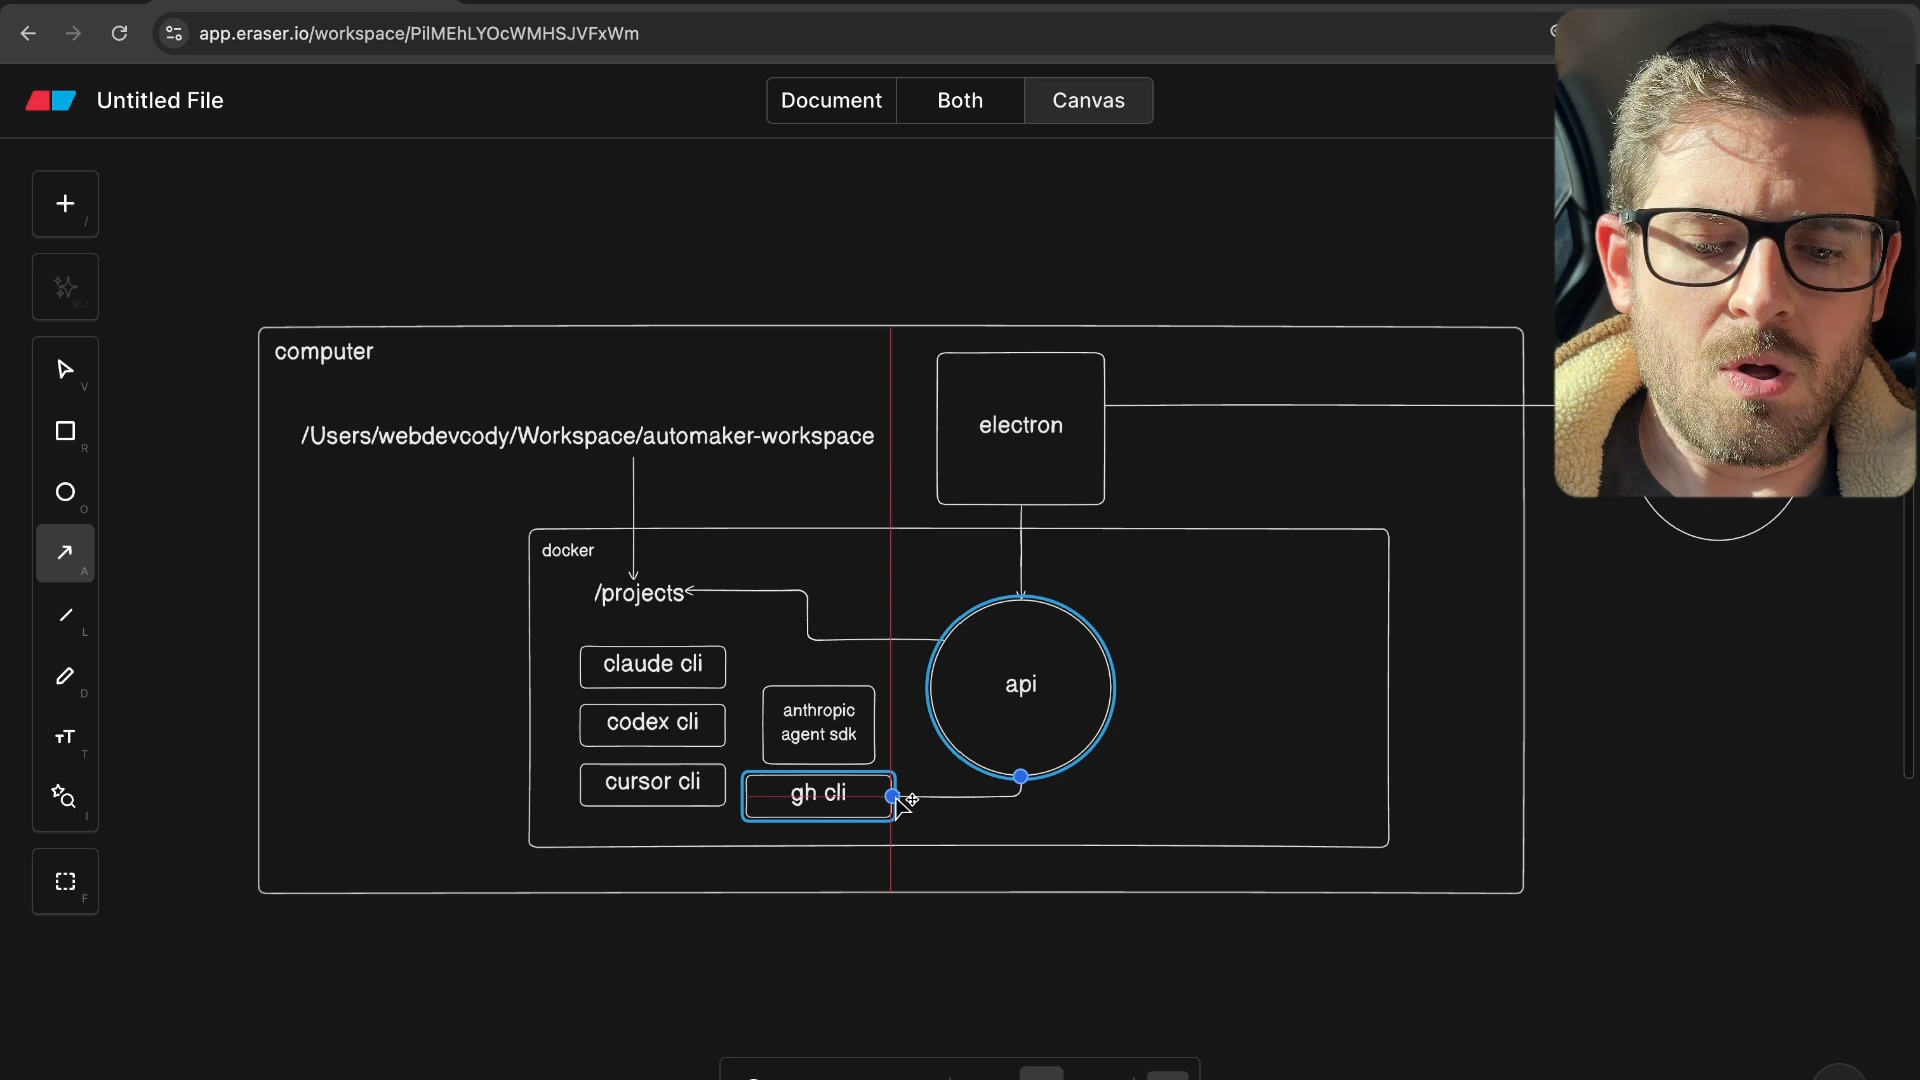 app.eraser.io/workspace/PilMEhLYOcWMHSJVFxWm
Untitled File
Document
Both
Canvas
/
V
R
O
A
L
D
T
I
F
computer
/Users/webdevcody/Workspace/automaker-workspace
electron
docker
/projects
claude cli
codex cli
cursor cli
anthropic
agent sdk
gh cli
api